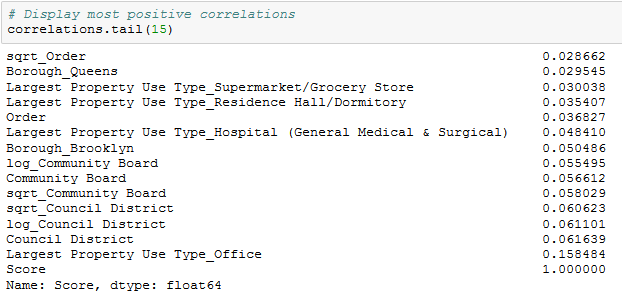 # Display most positive correlations
correlations.tail(15)
sqrt_Order 0.028662
Borough_Queens 0.029545
Largest Property Use Type_Supermarket/Grocery Store 0.030038
Largest Property Use Type_Residence Hall/Dormitory 0.035407
Order 0.036827
Largest Property Use Type_Hospital (General Medical & Surgical) 0.048410
Borough_Brooklyn 0.050486
log_Community Board 0.055495
Community Board 0.056612
sqrt_Community Board 0.058029
sqrt_Council District 0.060623
log_Council District 0.061101
Council District 0.061639
Largest Property Use Type_Office 0.158484
Score 1.000000
Name: Score, dtype: float64